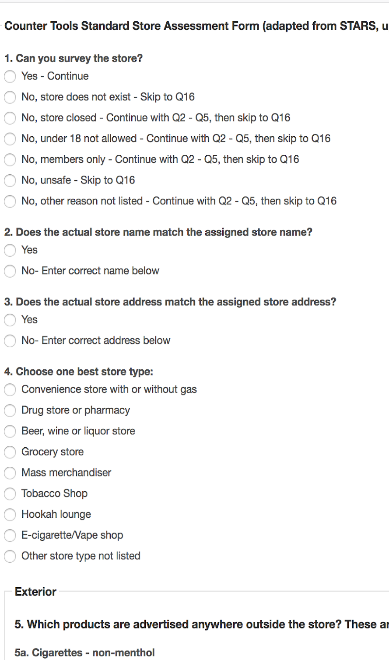 Counter Tools Standard Store Assessment Form (adapted from STARS, u
1. Can you survey the store?
Yes - Continue
No, store does not exist - Skip to Q16
No, store closed - Continue with Q2 - Q5, then skip to Q16
No, under 18 not allowed - Continue with Q2 - Q5, then skip to Q16
No, members only - Continue with Q2 - Q5, then skip to Q16
No, unsafe - Skip to Q16
No, other reason not listed - Continue with Q2 - Q5, then skip to Q16
2. Does the actual store name match the assigned store name?
Yes
No- Enter correct name below
3. Does the actual store address match the assigned store address?
Yes
No- Enter correct address below
4. Choose one best store type:
Convenience store with or without gas
Drug store or pharmacy
Beer, wine or liquor store
Grocery store
Mass merchandiser
Tobacco Shop
Hookah lounge
E-cigarette/Vape shop
Other store type not listed
Exterior
5. Which products are advertised anywhere outside the store? These ar
5a. Cigarettes - non-menthol